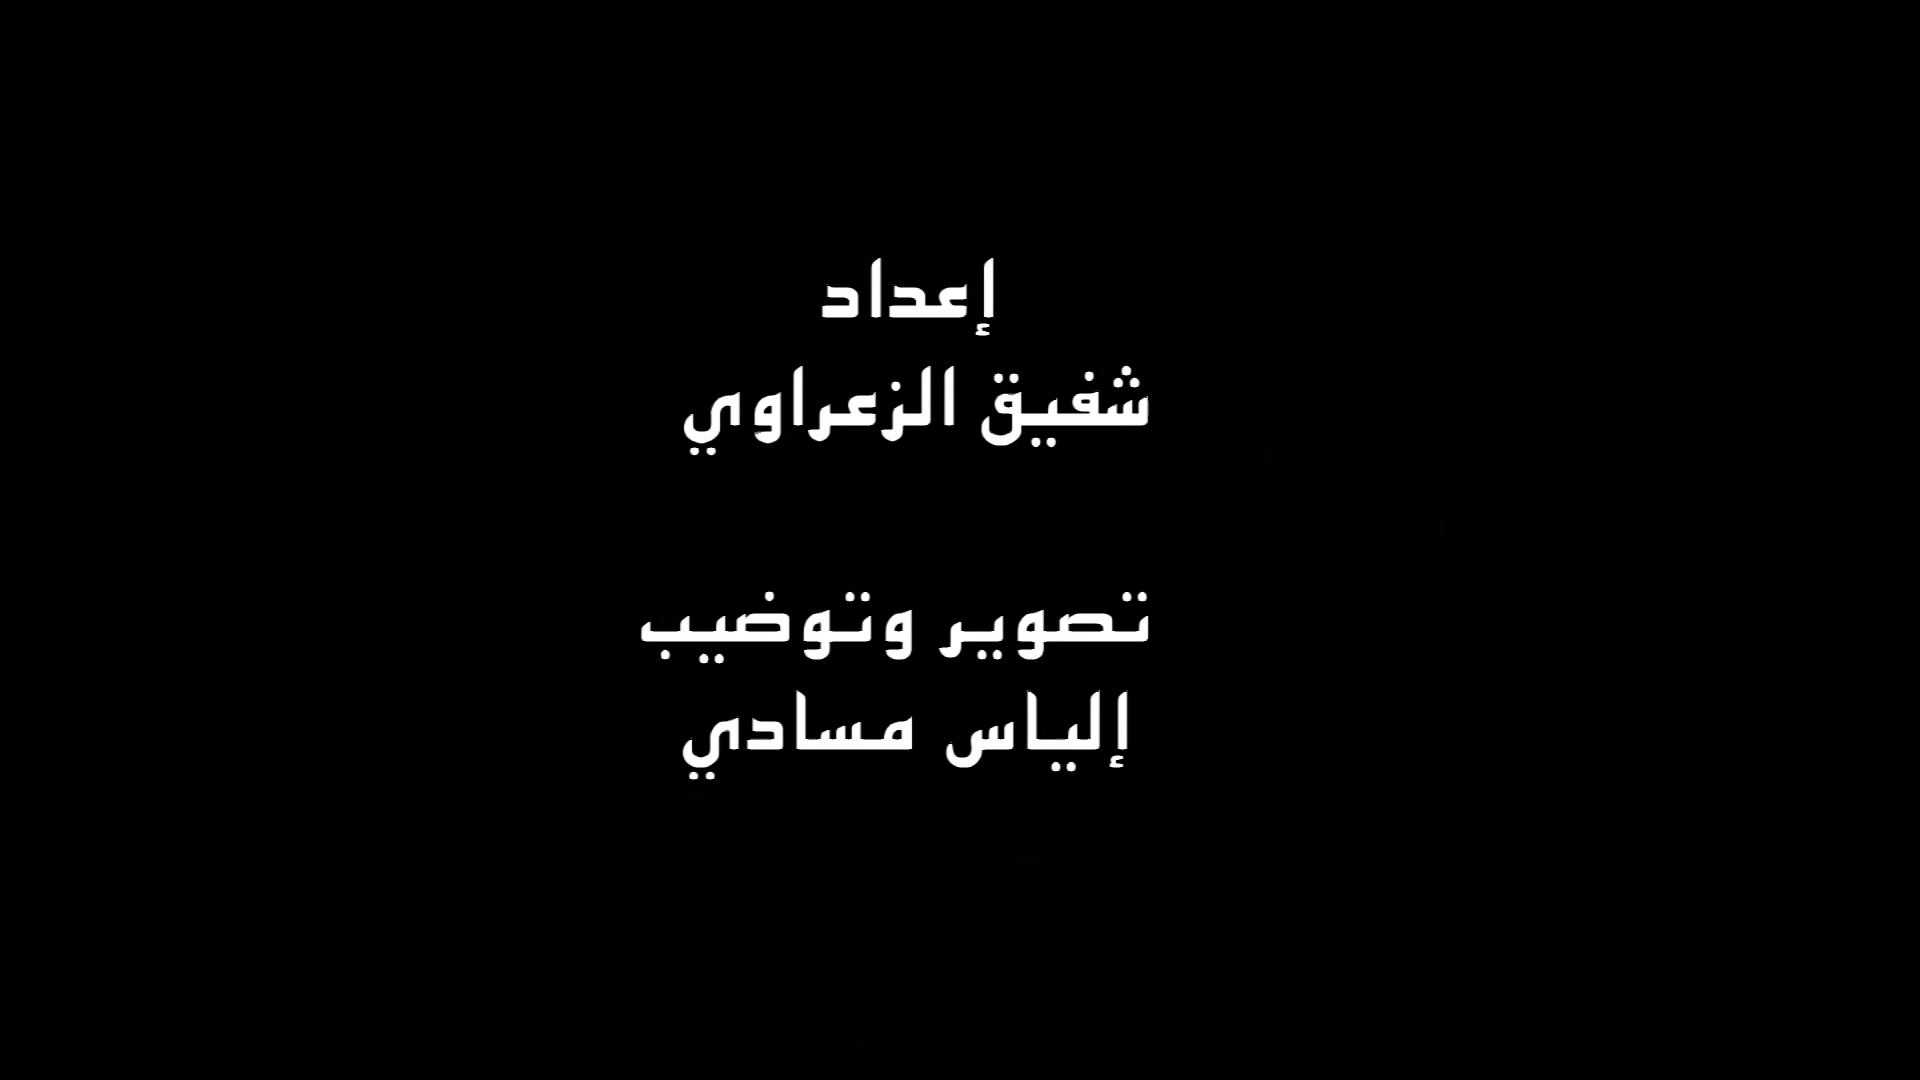 إعداد
شفيق الزعراوي
تصوير وتوضيب
إلياس مسادي